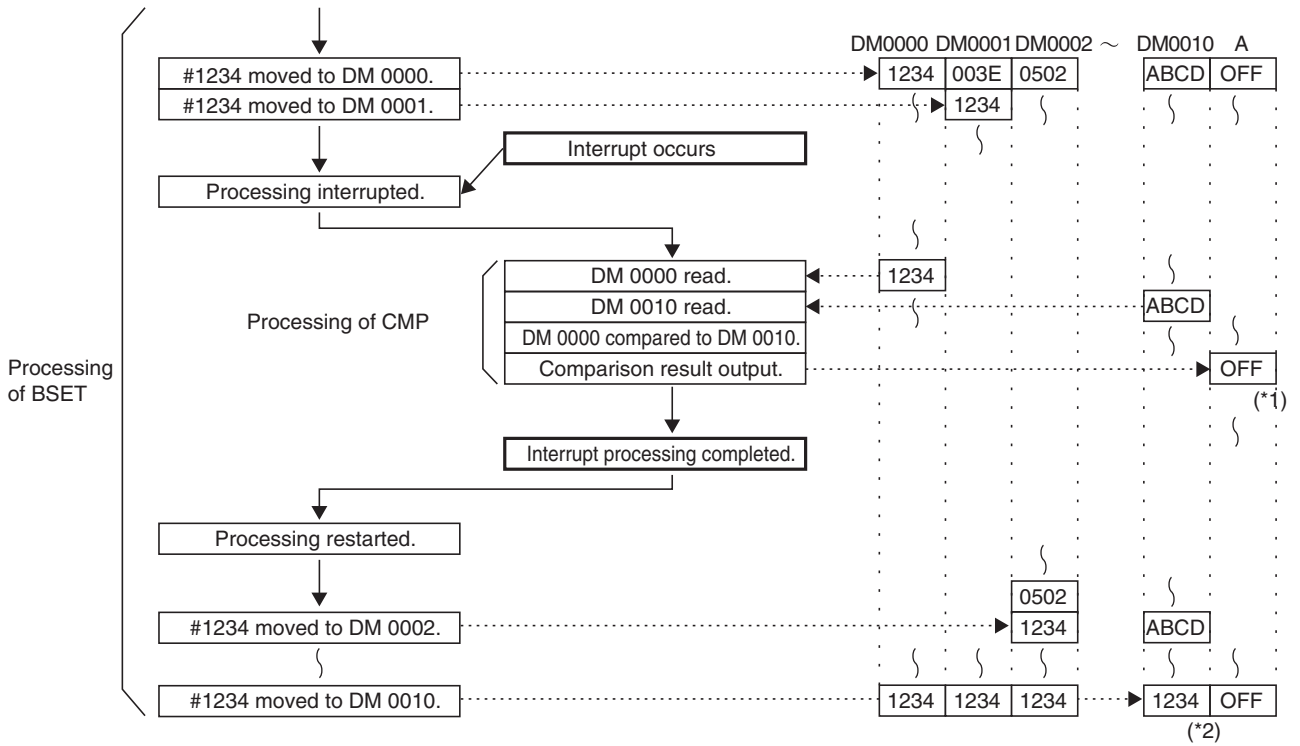 DM0000 DM0001 DM0002 ～ DM0010 A
#1234 moved to DM 0000. 1234 003E 0502 ABCD OFF
#1234 moved to DM 0001. 1234
Interrupt occurs
Processing interrupted.
DM 0000 read. 1234
DM 0010 read. ABCD
Processing of CMP
DM 0000 compared to DM 0010.
Comparison result output. OFF
(*1)
Processing
of BSET
Interrupt processing completed.
Processing restarted.
0502
#1234 moved to DM 0002. 1234 ABCD
#1234 moved to DM 0010. 1234 1234 1234 1234 OFF
(*2)